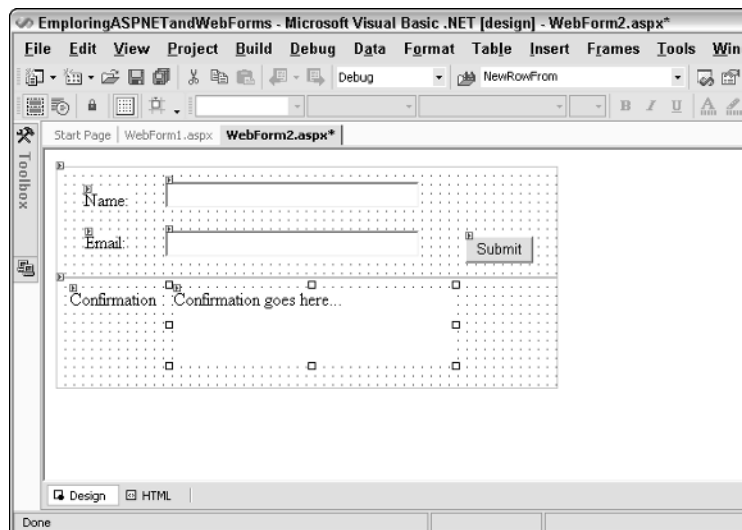 EmploringASPNETandWebForms - Microsoft Visual Basic .NET [design] - WebForm2.aspx*
File Edit View Project Build Debug Data Format Table Insert Frames Tools Win
Debug NewRowFrom
B I U A
Start Page WebForm1.aspx WebForm2.aspx*
Toolbox
Name:
Email:
Submit
Confirmation Confirmation goes here...
Design HTML
Done